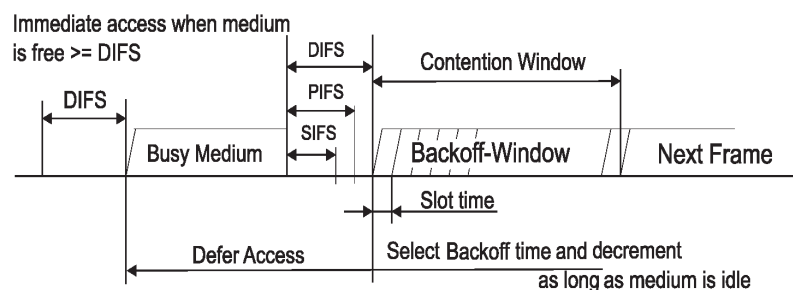 Immediate access when medium
is free >= DIFS
DIFS
DIFS
PIFS
SIFS
Contention Window
Busy Medium
Backoff-Window
Next Frame
Slot time
Defer Access
Select Backoff time and decrement
as long as medium is idle